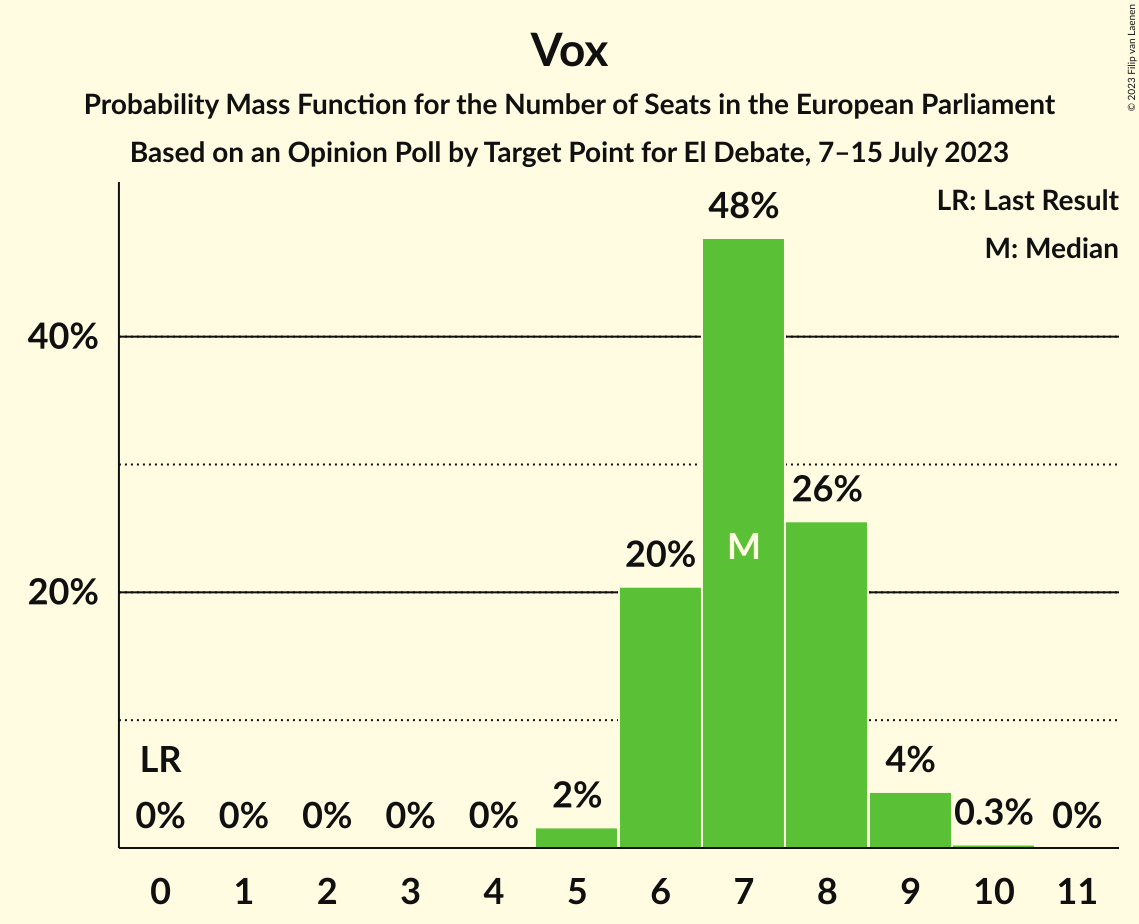 Vox
Probability Mass Function for the Number of Seats in the European Parliament
Based on an Opinion Poll by Target Point for El Debate, 7–15 July 2023
© 2023 Filip van Laenen
LR: Last Result
M: Median
48%
40%
26%
20%
M
20%
LR
0%
0%
0%
0%
0%
2%
4%
0.3%
0%
0 1 2 3 4 5 6 7 8 9 10 11